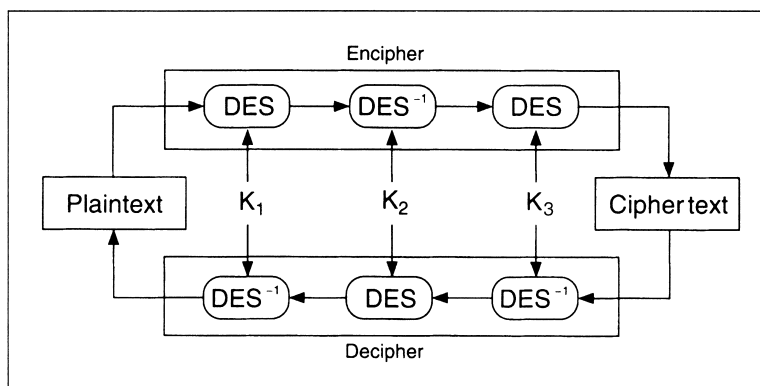 Encipher
DES DES⁻¹ DES
Plaintext K₁ K₂ K₃ Ciphertext
DES⁻¹ DES DES⁻¹
Decipher